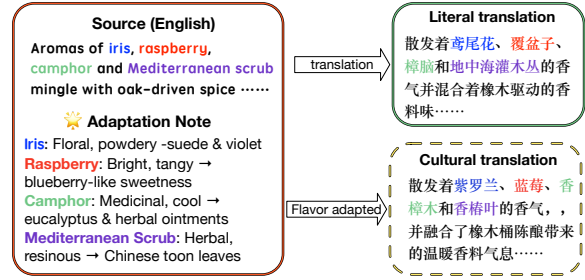 Source (English)
Aromas of iris, raspberry,
camphor and Mediterranean scrub
mingle with oak-driven spice ……
Adaptation Note
Iris: Floral, powdery -suede & violet
Raspberry: Bright, tangy →
blueberry-like sweetness
Camphor: Medicinal, cool →
eucalyptus & herbal ointments
Mediterranean Scrub: Herbal,
resinous → Chinese toon leaves
translation
Flavor adapted
Literal translation
散发着鸢尾花、覆盆子、
樟脑和地中海灌木丛的香
气并混合着橡木驱动的香
料味……
Cultural translation
散发着紫罗兰、蓝莓、香
樟木和香椿叶的香气，,
并融合了橡木桶陈酿带来
的温暖香料气息……